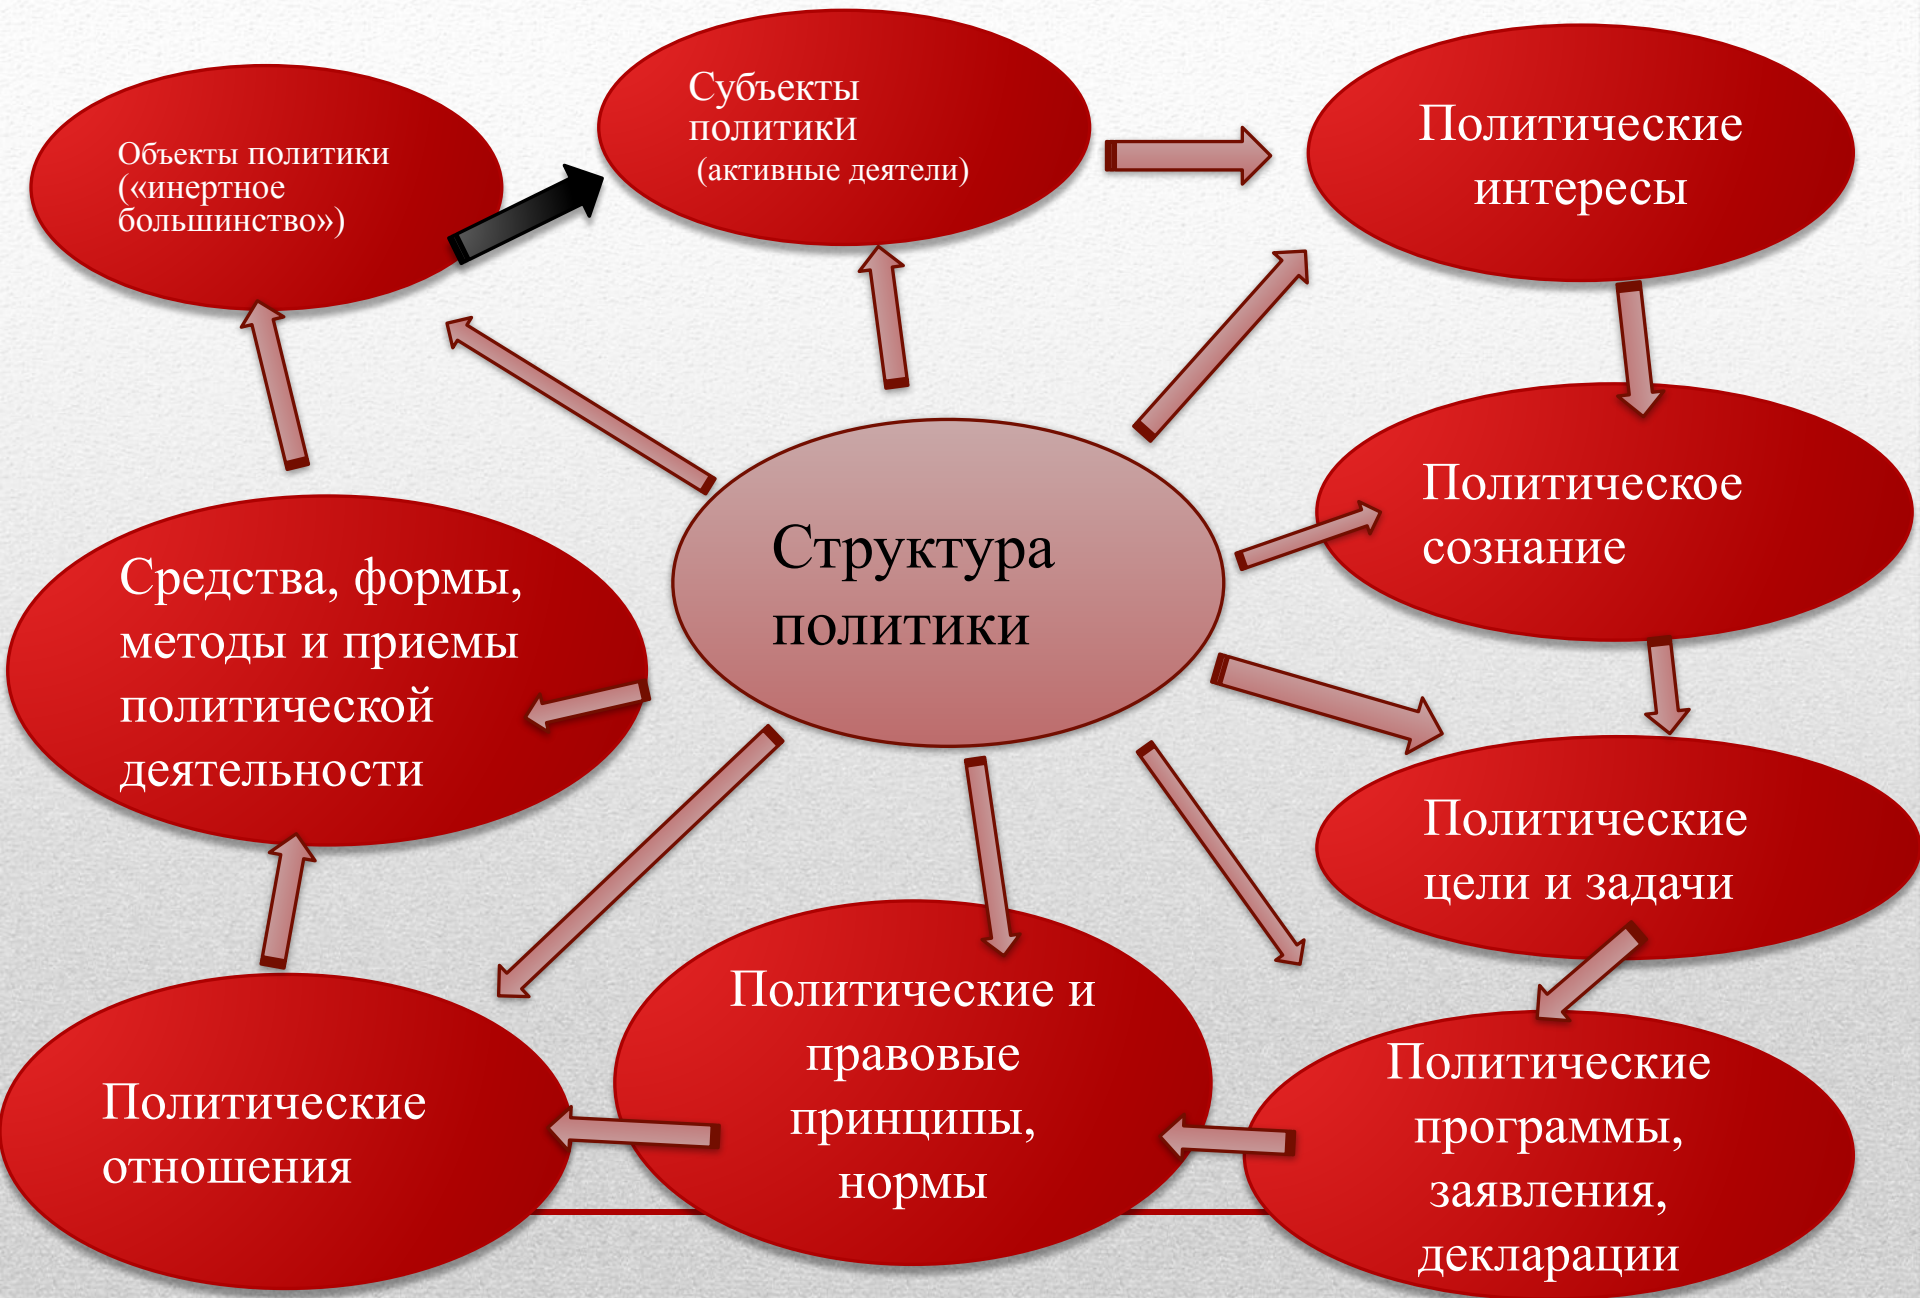 Объекты политики
(«инертное
большинство»)
Субъекты
политикИ
(активные деятели)
Политические
интересы
Политическое
сознание
Политические
цели и задачи
Политические
программы,
заявления,
декларации
Политические и
правовые
принципы,
нормы
Политические
отношения
Средства, формы,
методы и приемы
политической
деятельности
Структура
политики